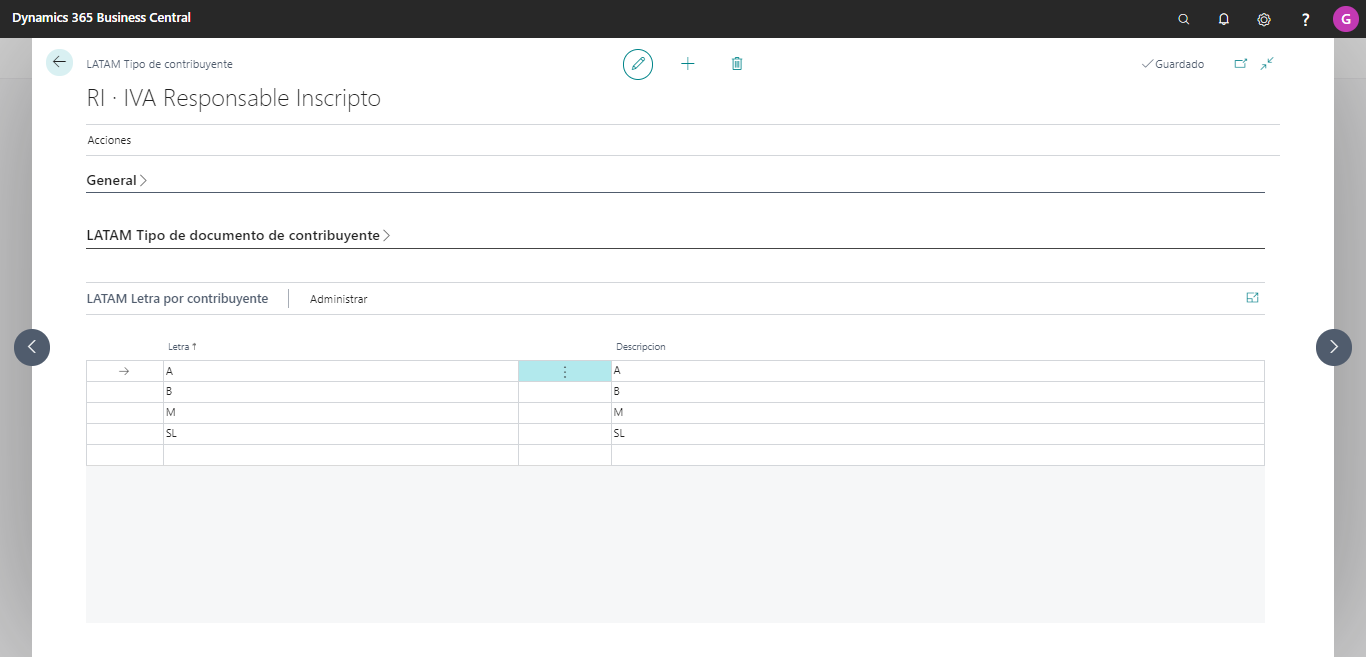 Dynamics 365 Business Central
?
G
LATAM Tipo de contribuyente
Guardado
RI · IVA Responsable Inscripto
Acciones
General
LATAM Tipo de documento de contribuyente
LATAM Letra por contribuyente Administrar
Letra ↑ Descripcion
A A
B B
M M
SL SL